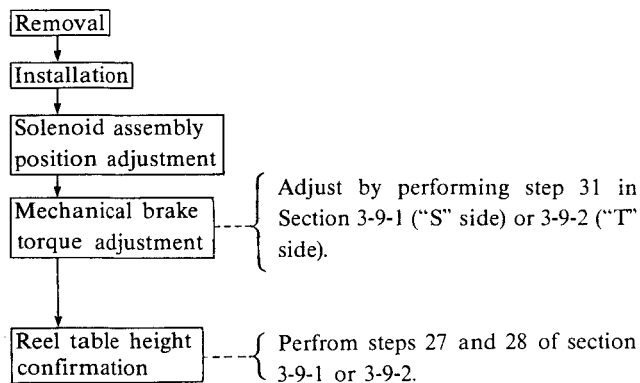 Removal
Installation
Solenoid assembly
position adjustment
Mechanical brake
torque adjustment
Adjust by performing step 31 in
Section 3-9-1 (“S” side) or 3-9-2 (“T”
side).
Reel table height
confirmation
Perfrom steps 27 and 28 of section
3-9-1 or 3-9-2.